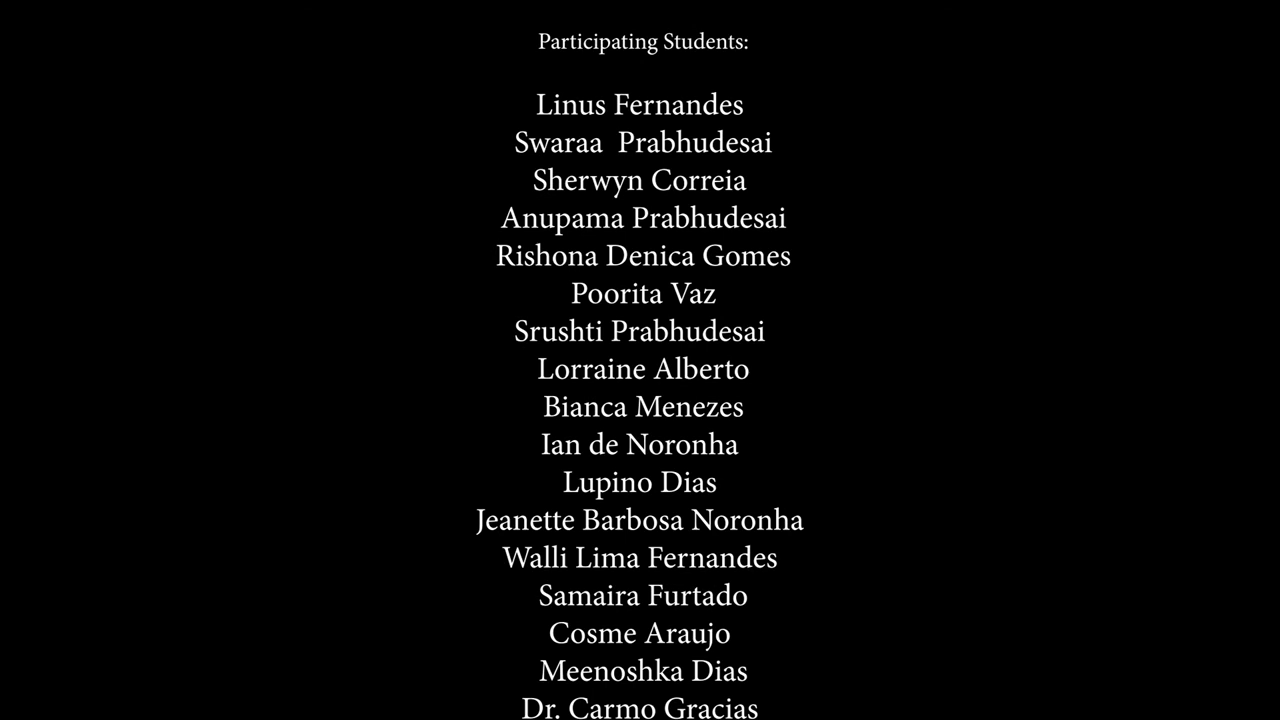 Participating Students:
Linus Fernandes
Swaraa  Prabhudesai
Sherwyn Correia
Anupama Prabhudesai
Rishona Denica Gomes
Poorita Vaz
Srushti Prabhudesai
Lorraine Alberto
Bianca Menezes
Ian de Noronha
Lupino Dias
Jeanette Barbosa Noronha
Walli Lima Fernandes
Samaira Furtado
Cosme Araujo
Meenoshka Dias
Dr. Carmo Gracias